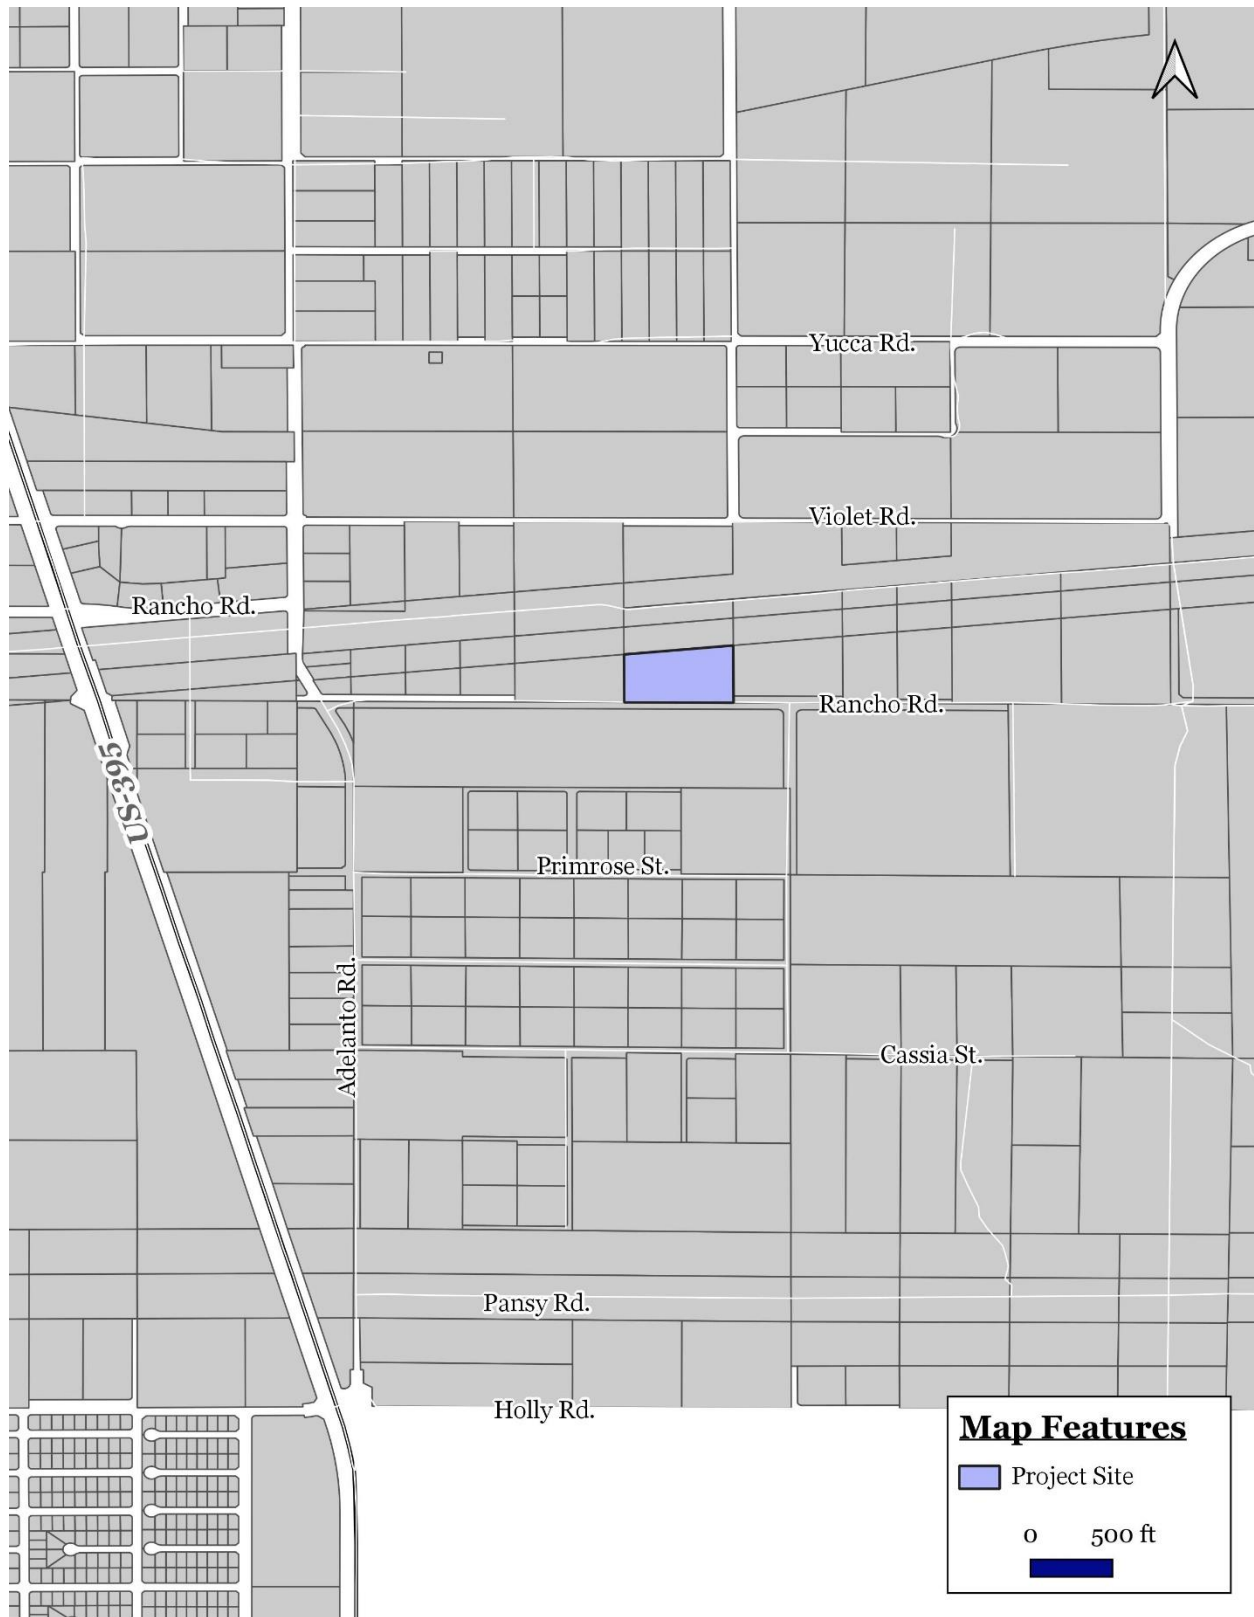 Yucca Rd.
Violet Rd.
Rancho Rd.
Rancho Rd.
US-395
Primrose St.
Adelanto Rd.
Cassia St.
Pansy Rd.
Holly Rd.
Map Features
Project Site
0 500 ft